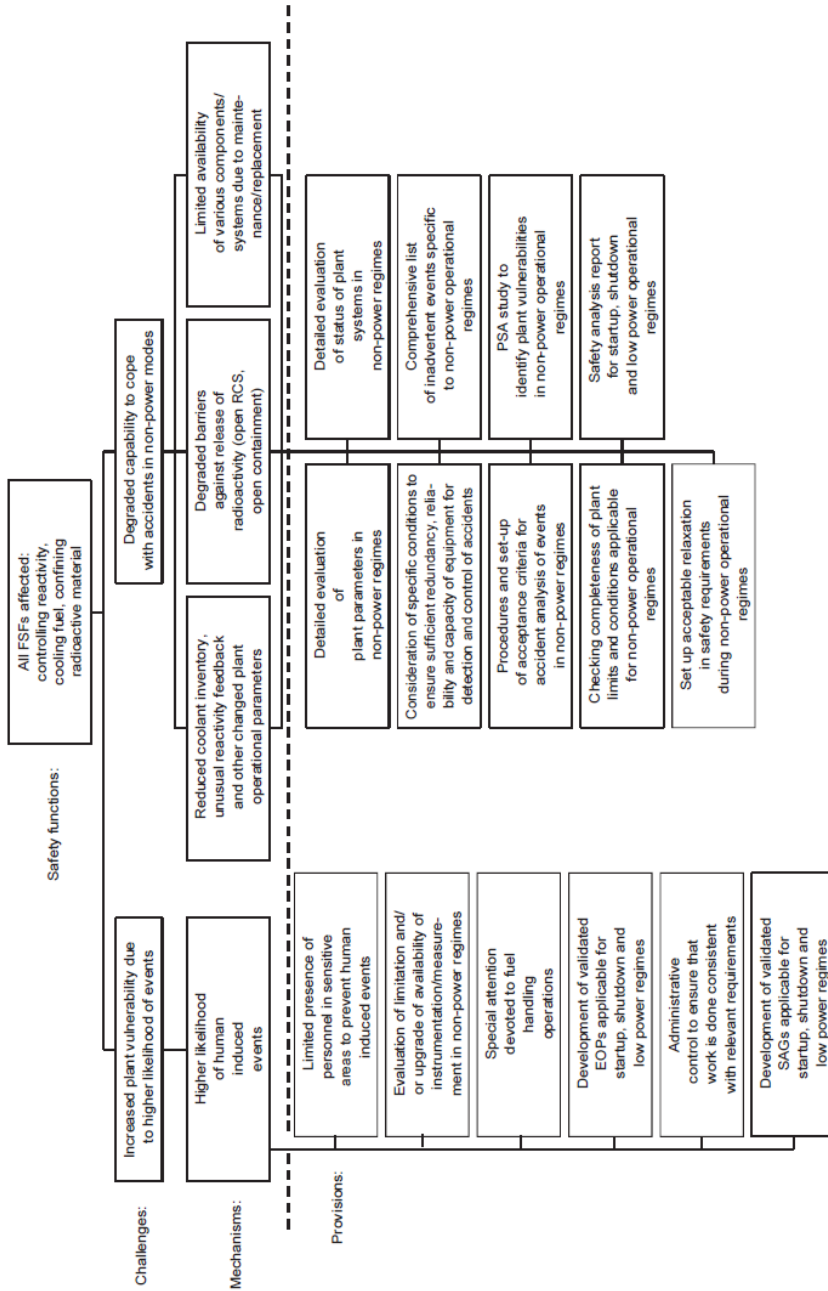 Safety functions:
All FSFs affected:
controlling reactivity,
cooling fuel, confining
radioactive material
Challenges:
Increased plant vulnerability due
to higher likelihood of events
Degraded capability to cope
with accidents in non-power modes
Mechanisms:
Higher likelihood
of human
induced
events
Reduced coolant inventory,
unusual reactivity feedback
and other changed plant
operational parameters
Degraded barriers
against release of
radioactivity (open RCS,
open containment)
Limited availability
of various components/
systems due to mainte-
nance/replacement
Provisions:
Limited presence of
personnel in sensitive
areas to prevent human
induced events
Evaluation of limitation and/
or upgrade of availability of
instrumentation/measure-
ment in non-power regimes
Special attention
devoted to fuel
handling
operations
Development of validated
EOPs applicable for
startup, shutdown and
low power regimes
Administrative
control to ensure that
work is done consistent
with relevant requirements
Development of validated
SAGs applicable for
startup, shutdown and
low power regimes
Detailed evaluation
of
plant parameters in
non-power regimes
Detailed evaluation
of status of plant
systems in
non-power regimes
Consideration of specific conditions to
ensure sufficient redundancy, relia-
bility and capacity of equipment for
detection and control of accidents
Comprehensive list
of inadvertent events specific
to non-power operational
regimes
Procedures and set-up
of acceptance criteria for
accident analysis of events
in non-power regimes
PSA study to
identify plant vulnerabilities
in non-power operational
regimes
Checking completeness of plant
limits and conditions applicable
for non-power operational
regimes
Safety analysis report
for startup, shutdown
and low power operational
regimes
Set up acceptable relaxation
in safety requirements
during non-power operational
regimes